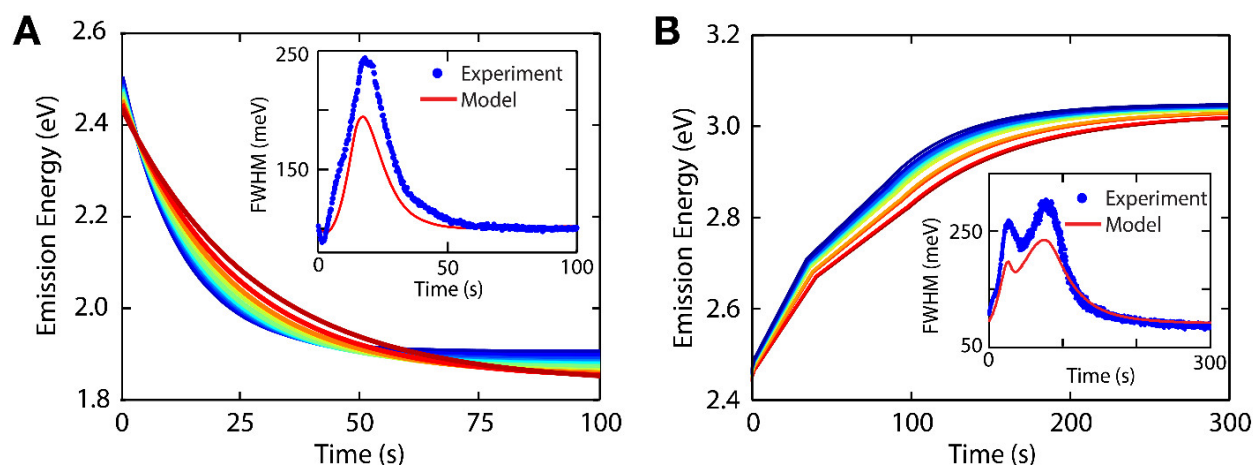 A
2.6
2.4
2.2
2.0
1.8
Emission Energy (eV)
0
25
50
75
100
Time (s)
250
150
FWHM (meV)
Experiment
Model
0
50
100
Time (s)
B
3.2
3.0
2.8
2.6
2.4
Emission Energy (eV)
0
100
200
300
Time (s)
Experiment
Model
250
50
FWHM (meV)
0
300
Time (s)